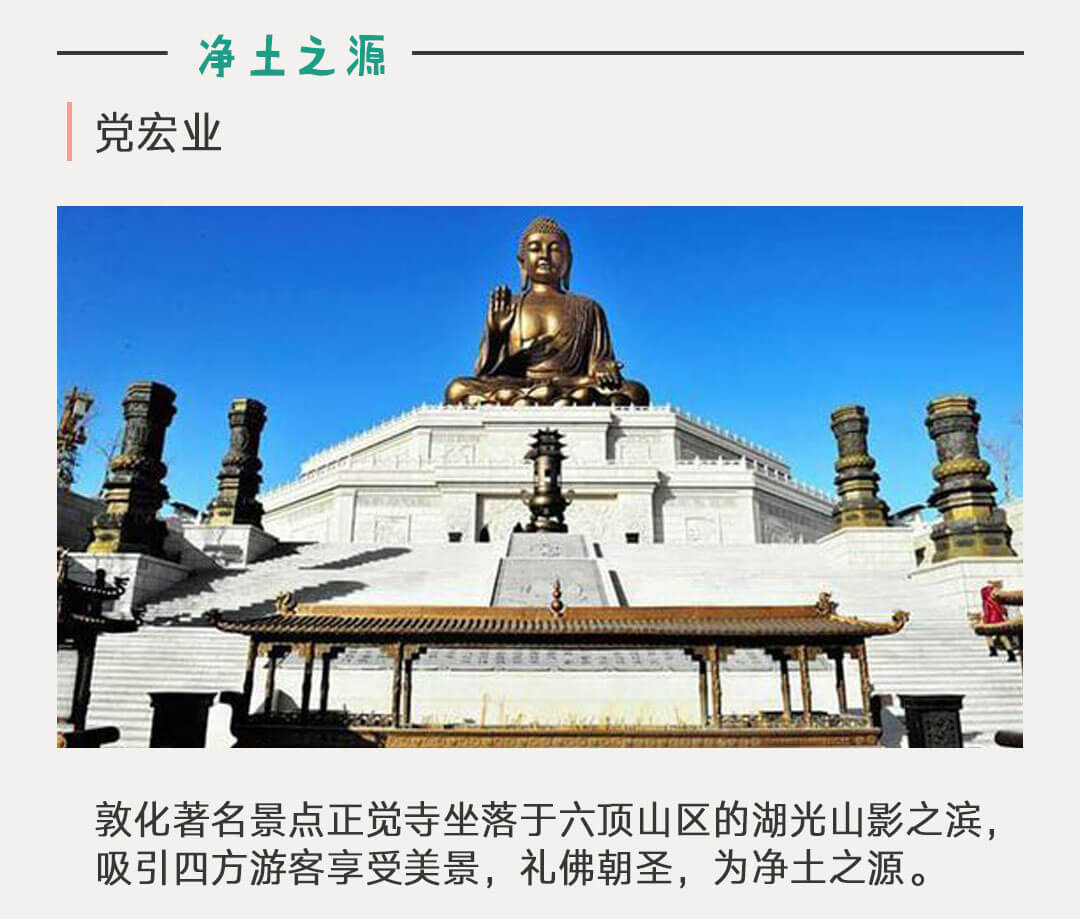 净土之源
党宏业
敦化著名景点正觉寺坐落于六顶山区的湖光山影之滨，
吸引四方游客享受美景，礼佛朝圣，为净土之源。